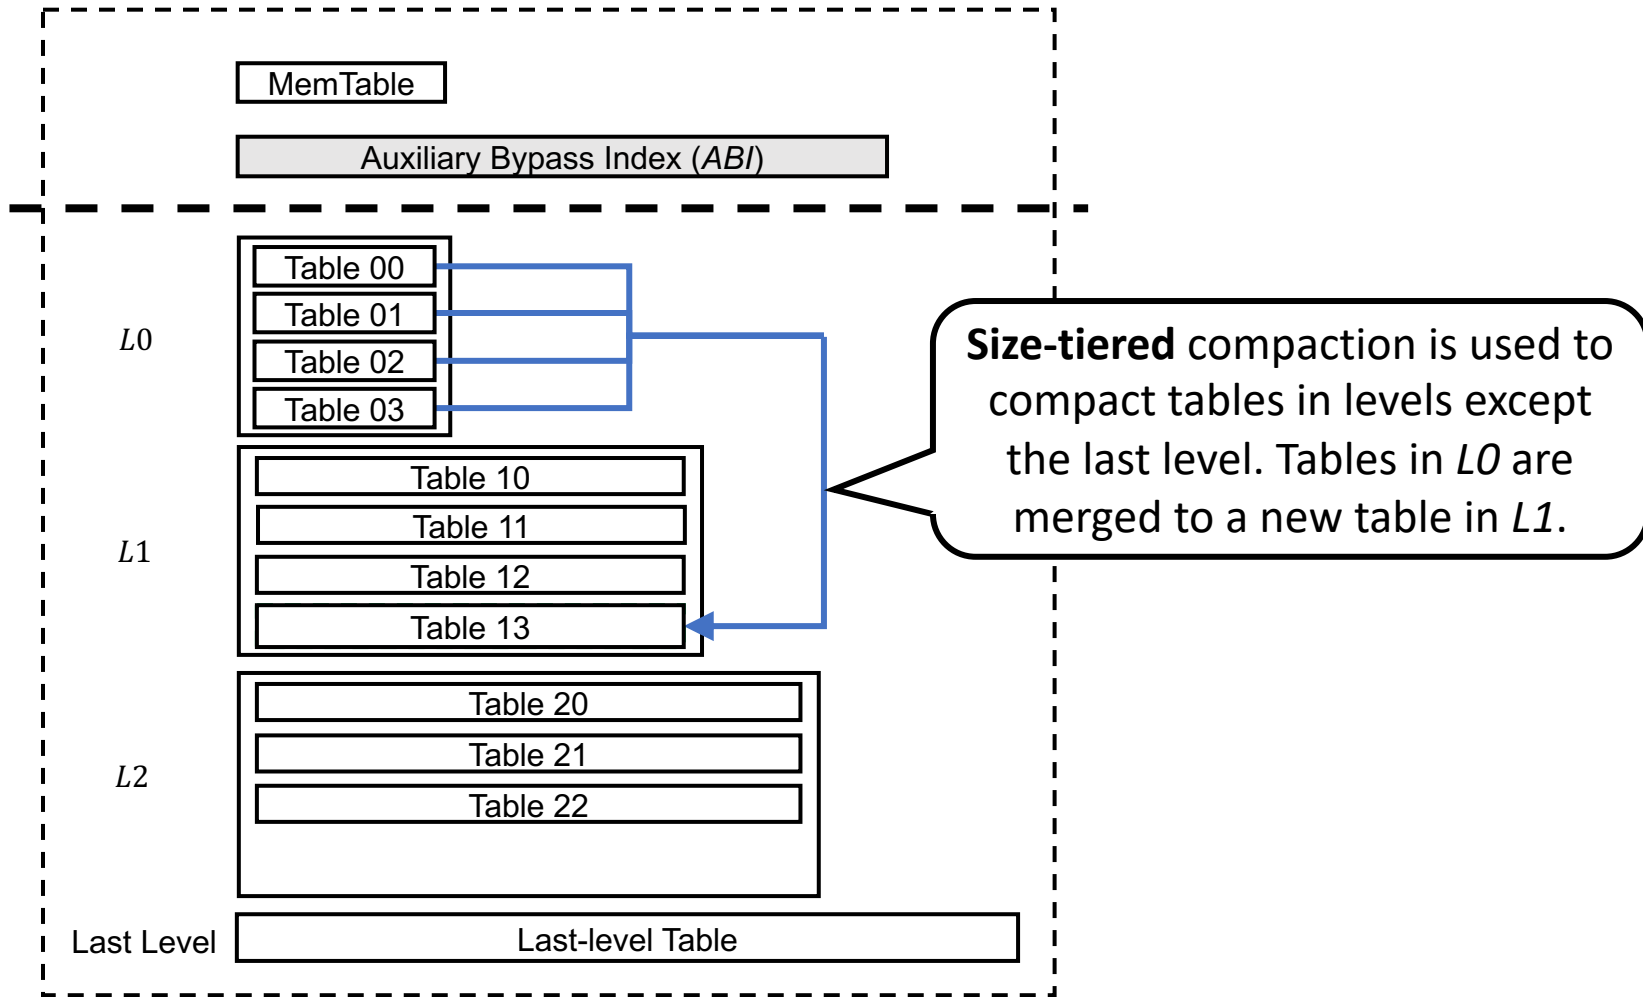 MemTable
Auxiliary Bypass Index (ABI)
L0
Table 00
Table 01
Table 02
Table 03
Size-tiered compaction is used to
compact tables in levels except
the last level. Tables in L0 are
merged to a new table in L1.
L1
Table 10
Table 11
Table 12
Table 13
L2
Table 20
Table 21
Table 22
Last Level
Last-level Table